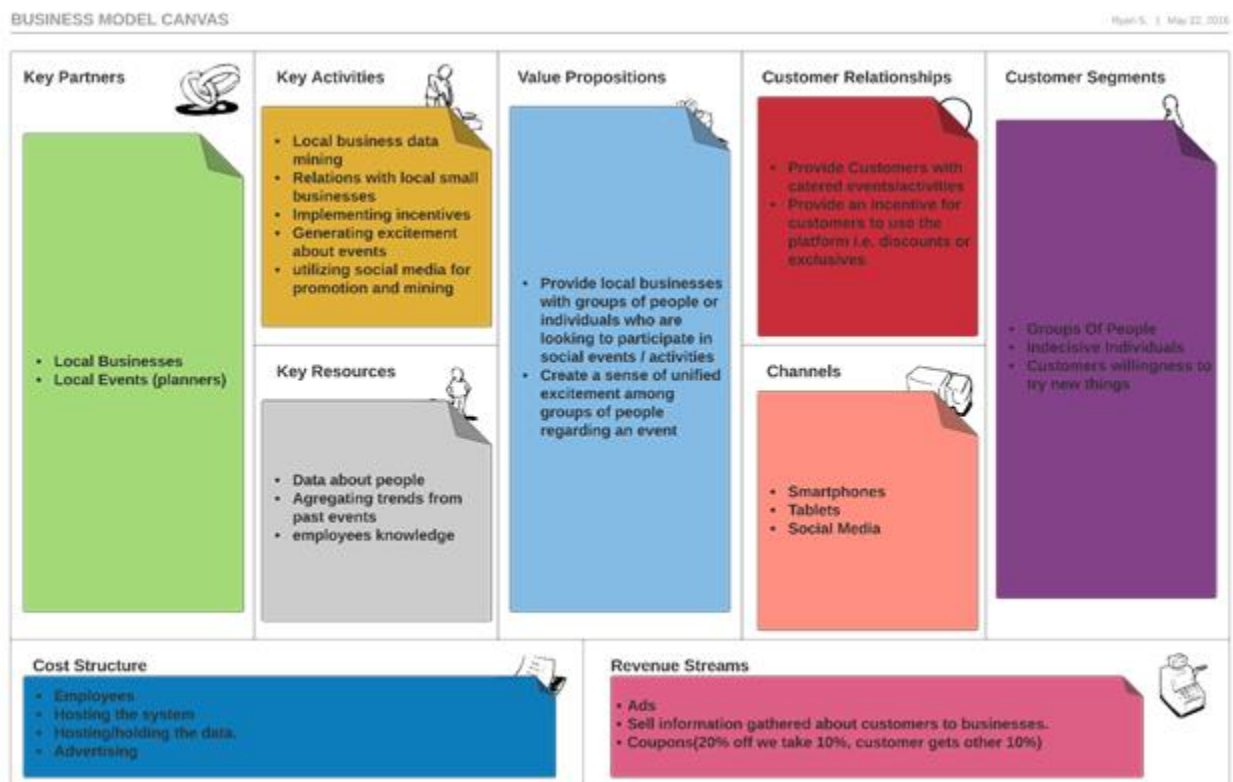 BUSINESS MODEL CANVAS
Ryan S. | May 22, 2016
Key Partners
• Local Businesses
• Local Events (planners)
Key Activities
• Local business data
mining
• Relations with local small
businesses
• Implementing incentives
• Generating excitement
about events
• utilizing social media for
promotion and mining
Key Resources
• Data about people
• Agregating trends from
past events
• employees knowledge
Value Propositions
• Provide local businesses
with groups of people or
individuals who are
looking to participate in
social events / activities
• Create a sense of unified
excitement among
groups of people
regarding an event
Customer Relationships
• Provide Customers with
catered events/activities
• Provide an incentive for
customers to use the
platform i.e. discounts or
exclusives.
Channels
• Smartphones
• Tablets
• Social Media
Customer Segments
• Groups Of People
• Indecisive Individuals
• Customers willingness to
try new things
Cost Structure
• Employees
• Hosting the system
• Hosting/holding the data.
• Advertising
Revenue Streams
• Ads
• Sell information gathered about customers to businesses.
• Coupons(20% off we take 10%, customer gets other 10%)